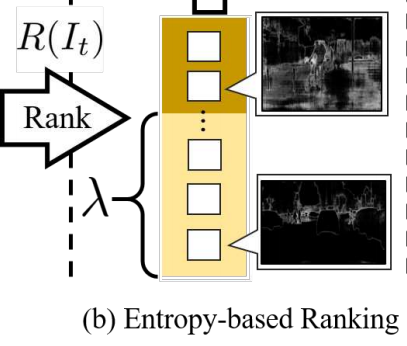 R(I_t)
Rank
λ
(b) Entropy-based Ranking